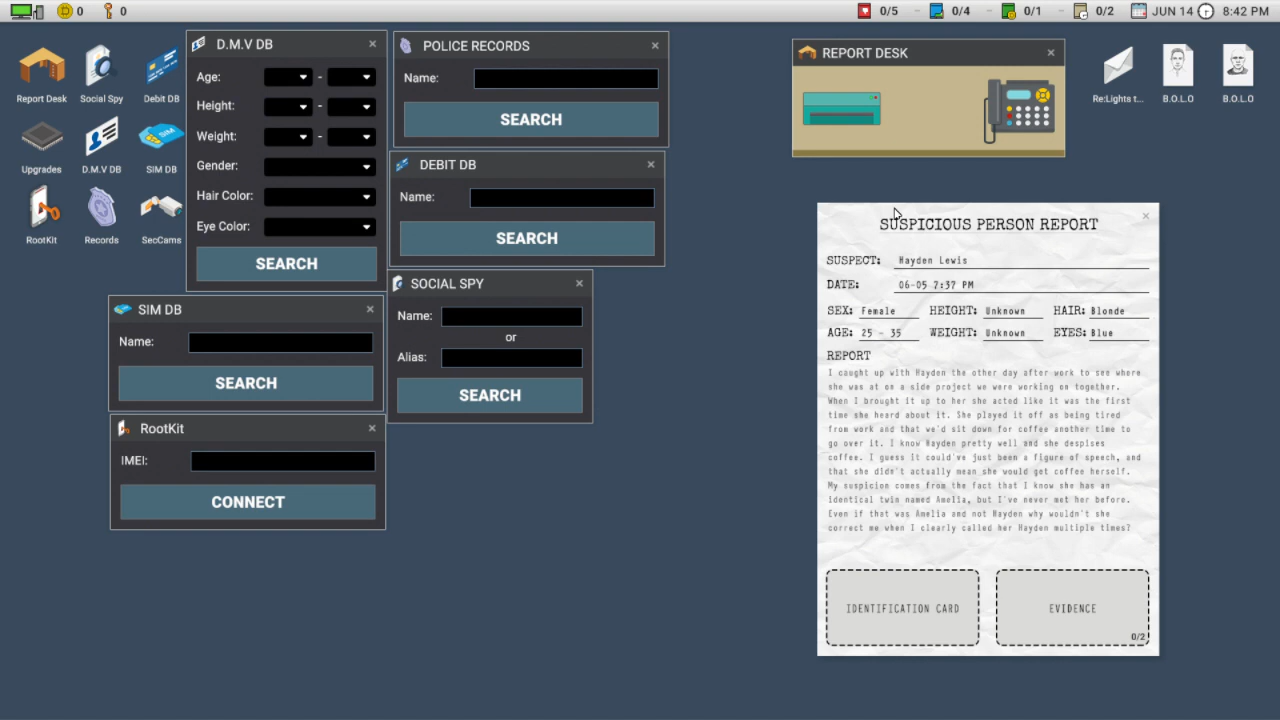 0
0
0/5
0/4
0/1
0/2
JUN 14
8:42 PM
Report Desk
Social Spy
Debit DB
Upgrades
D.M.V DB
SIM DB
RootKit
Records
SecCams
D.M.V DB
Age:
-
Height:
-
Weight:
-
Gender:
Hair Color:
Eye Color:
SEARCH
POLICE RECORDS
Name:
SEARCH
DEBIT DB
Name:
SEARCH
SOCIAL SPY
Name:
or
Alias:
SEARCH
SIM DB
Name:
SEARCH
RootKit
IMEI:
CONNECT
REPORT DESK
Re:Lights t...
B.O.L.O
B.O.L.O
SUSPICIOUS PERSON REPORT
SUSPECT: Hayden Lewis
DATE: 06-05 7:37 PM
SEX: Female HEIGHT: Unknown HAIR: Blonde
AGE: 25 - 35 WEIGHT: Unknown EYES: Blue
REPORT
I caught up with Hayden the other day after work to see where
she was at on a side project we were working on together.
When I brought it up to her she acted like it was the first
time she heard about it. She played it off as being tired
from work and that we'd sit down for coffee another time to
go over it. I know Hayden pretty well and she despises
coffee. I guess it could've just been a figure of speech, and
that she didn't actually mean she would get coffee herself.
My suspicion comes from the fact that I know she has an
identical twin named Amelia, but I've never met her before.
Even if that was Amelia and not Hayden why wouldn't she
correct me when I clearly called her Hayden multiple times?
IDENTIFICATION CARD
EVIDENCE
0/2